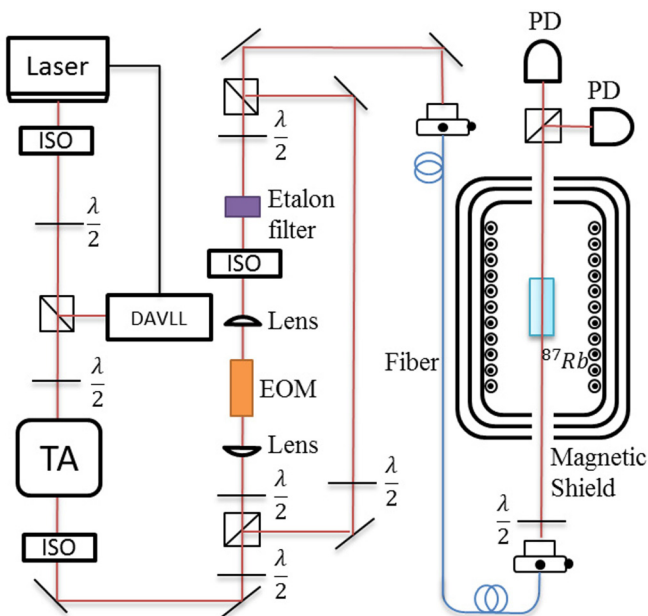 Laser
ISO
λ
2
DAVLL
λ
2
TA
ISO
λ
2
Etalon
filter
ISO
Lens
EOM
Lens
λ
2
λ
2
λ
2
Fiber
PD
PD
⁸⁷Rb
Magnetic
Shield
λ
2